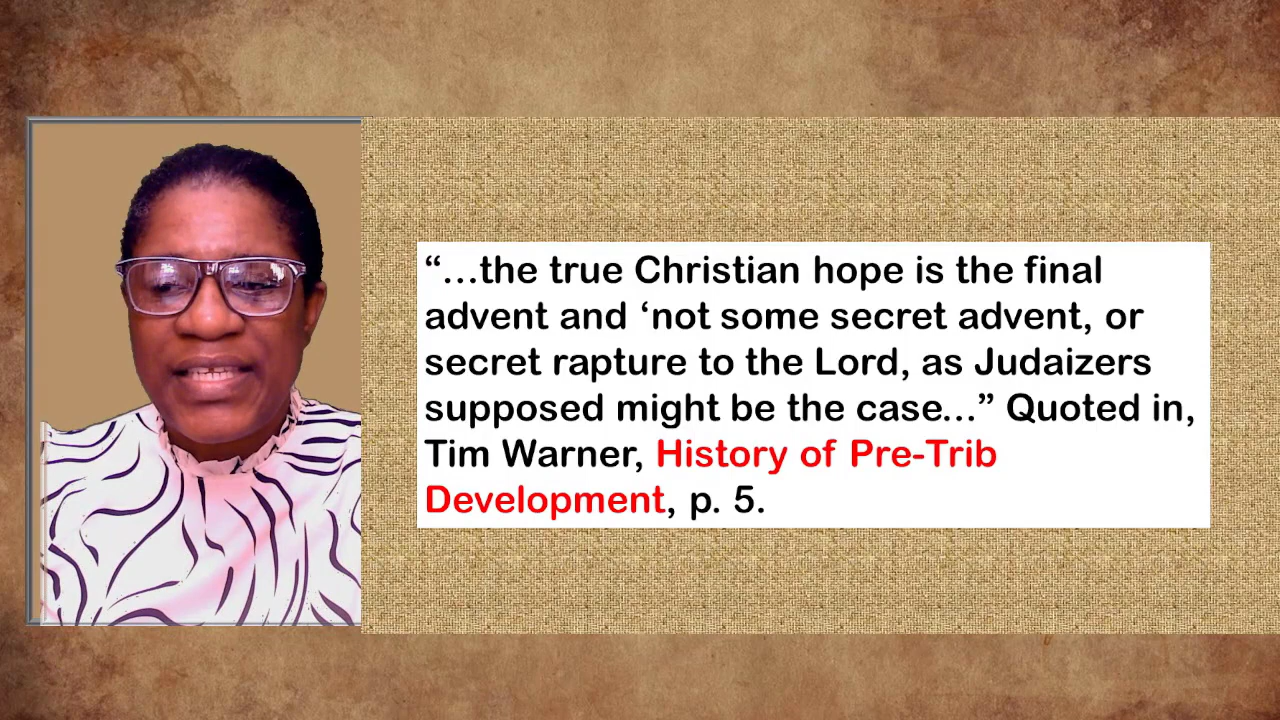 “...the true Christian hope is the final
advent and ‘not some secret advent, or
secret rapture to the Lord, as Judaizers
supposed might be the case...” Quoted in,
Tim Warner, History of Pre-Trib
Development, p. 5.